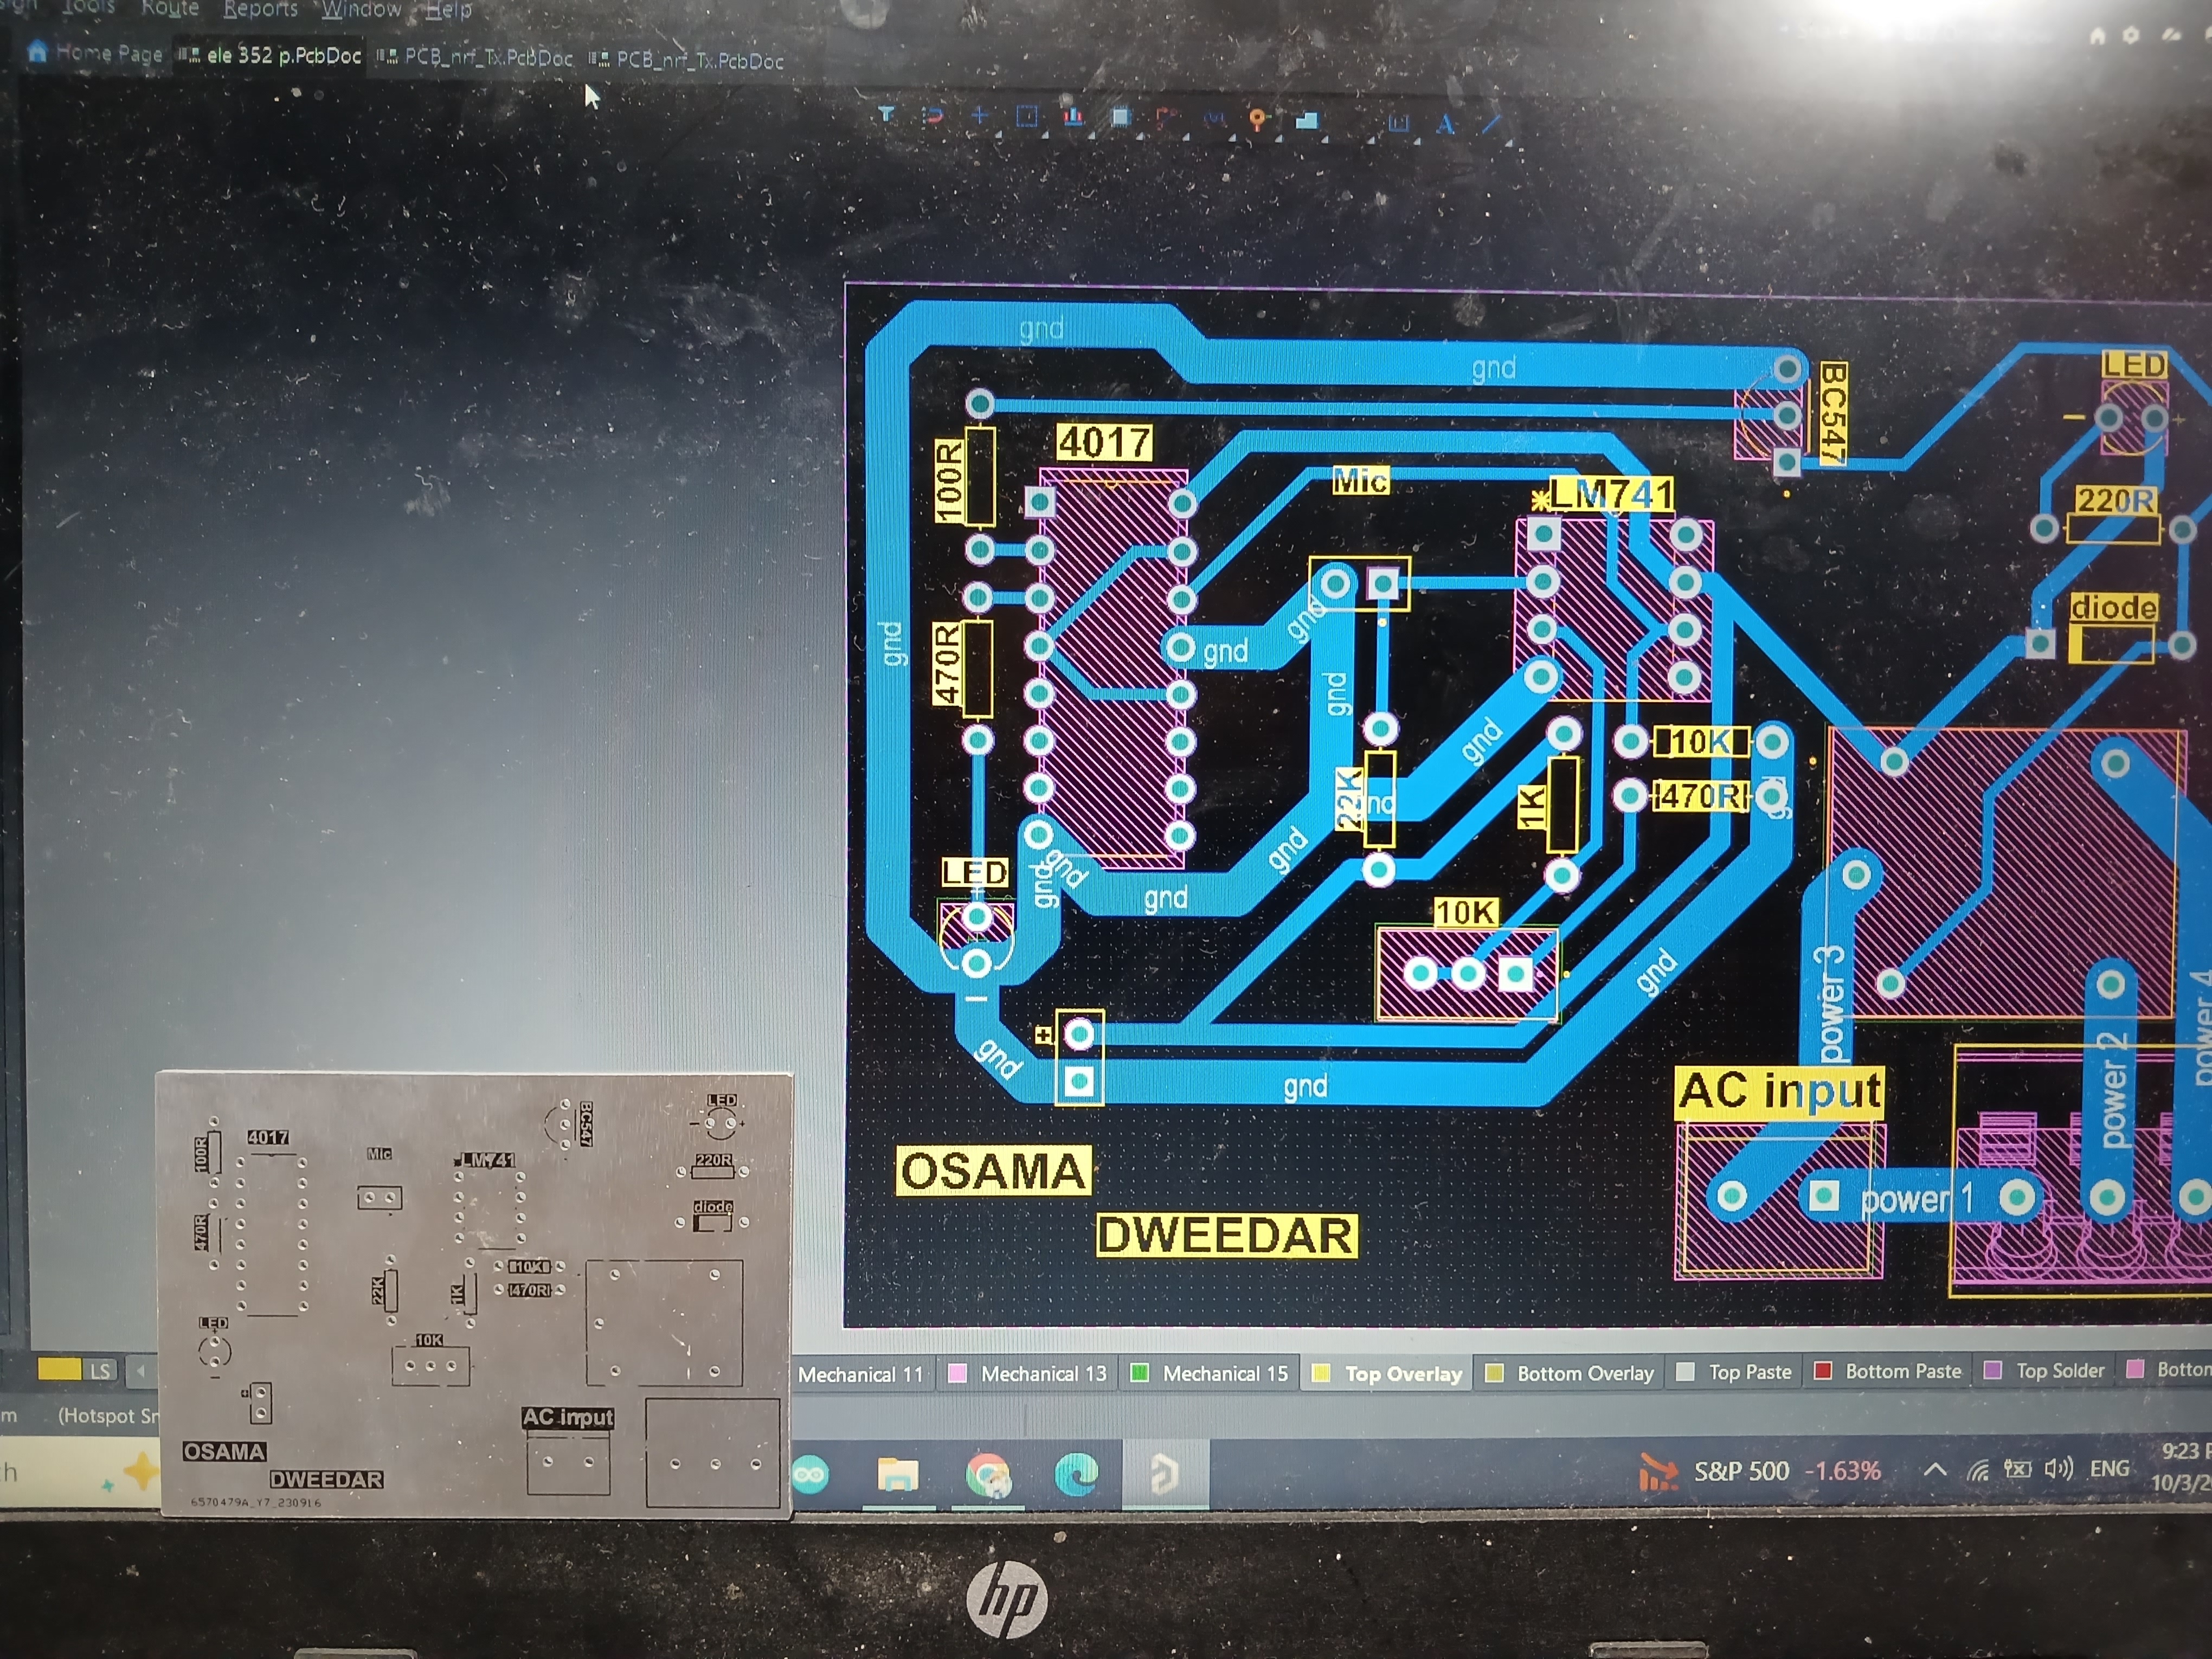 Tools Route Reports Window Help
Home Page ele 352 p.PcbDoc PCB_nrf_Tx.PcbDoc PCB_nrf_Tx.PcbDoc
gnd
gnd
BC547
LED
- +
100R
4017
Mic
LM741
220R
diode
gnd
470R
gnd
gnd
gnd
gnd
22K
gnd
1K
10K
470R
LED
gnd
gnd
gnd
gnd
10K
gnd
+
gnd
gnd
power 3
power 2
power 4
AC input
power 1
OSAMA
DWEEDAR
LED
BC547
- +
100R
4017
Mic
LM741
220R
470R
diode
22K
1K
10K
470R
LED
+
-
10K
+
AC input
OSAMA
DWEEDAR
6570479A_Y7_230916
LS Mechanical 11 Mechanical 13 Mechanical 15 Top Overlay Bottom Overlay Top Paste Bottom Paste Top Solder
(Hotspot Sn
S&P 500 -1.63% ENG 9:23
10/3/2
hp